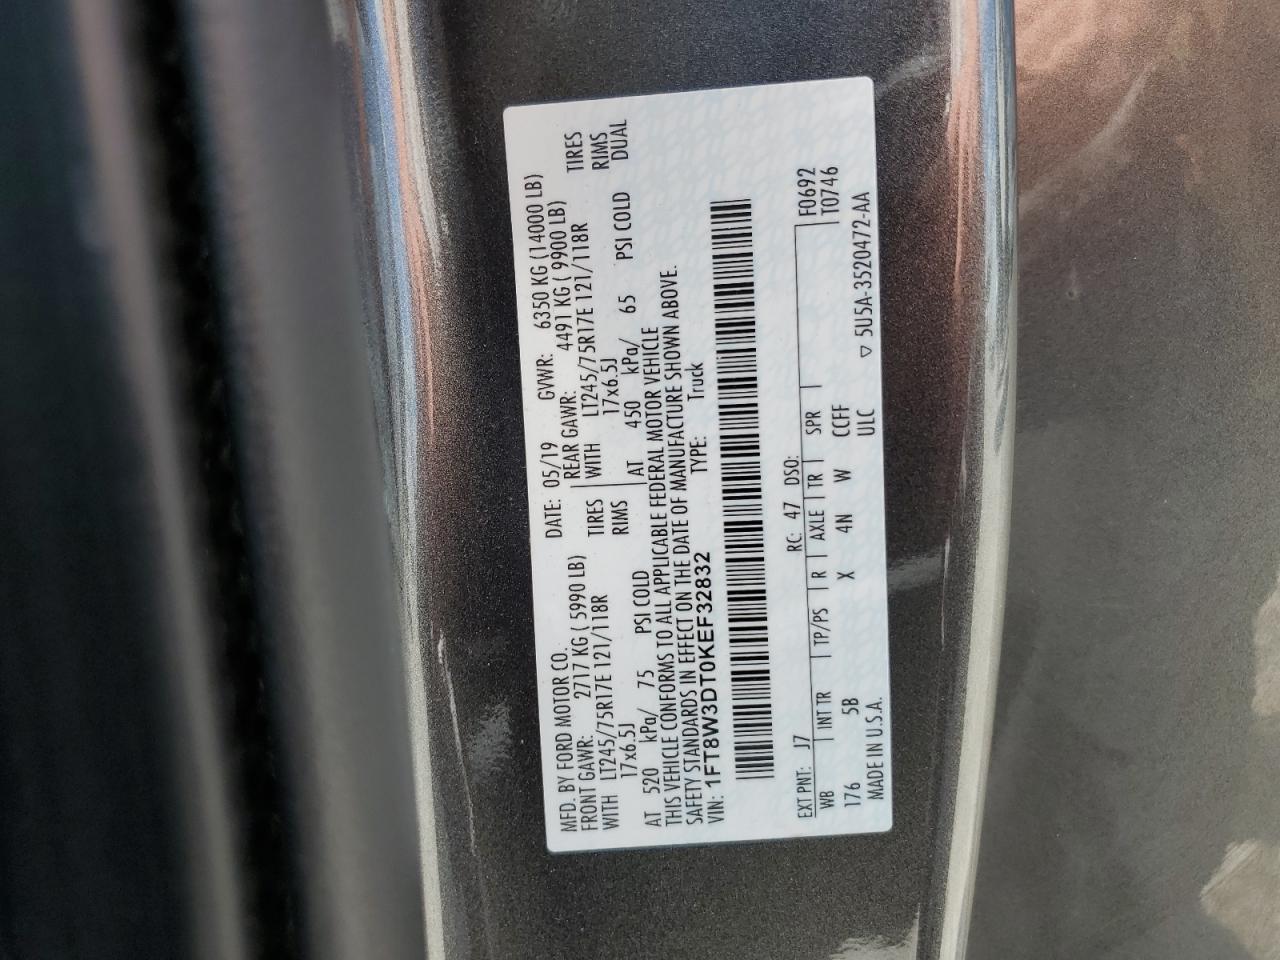 MFD. BY FORD MOTOR CO.
DATE: 05/19 GVWR: 6350 KG (14000 LB)
FRONT GAWR: 2717 KG ( 5990 LB) REAR GAWR: 4491 KG ( 9900 LB)
WITH LT245/75R17E 121/118R TIRES WITH LT245/75R17E 121/118R TIRES
17x6.5J RIMS 17x6.5J RIMS
AT 520 kPa/ 75 PSI COLD AT 450 kPa/ 65 PSI COLD DUAL
THIS VEHICLE CONFORMS TO ALL APPLICABLE FEDERAL MOTOR VEHICLE
SAFETY STANDARDS IN EFFECT ON THE DATE OF MANUFACTURE SHOWN ABOVE.
VIN: 1FT8W3DT0KEF32832 TYPE: Truck
EXT PNT: J7 RC: 47 DSO: F0692
WB INT TR TP/PS R AXLE TR SPR T0746
176 5B X 4N W CCFF
MADE IN U.S.A. ULC ▽ 5U5A-3520472-AA